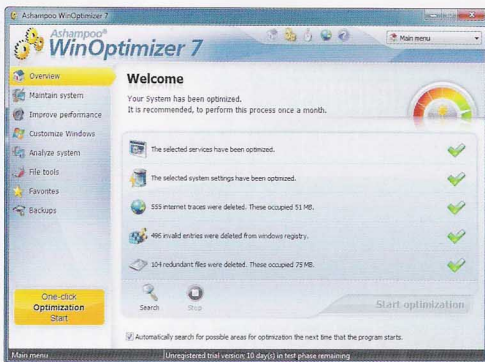 Ashampoo WinOptimizer 7
Ashampoo®
WinOptimizer 7
Main menu
Overview
Maintain system
Improve performance
Customize Windows
Analyze system
File tools
Favorites
Backups
One-click
Optimization
Start
Welcome
Your System has been optimized.
It is recommended, to perform this process once a month.
The selected services have been optimized.
The selected system settings have been optimized.
555 internet traces were deleted. These occupied 51 MB.
496 invalid entries were deleted from windows registry.
104 redundant files were deleted. These occupied 75 MB.
Search
Stop
Start optimization
Automatically search for possible areas for optimization the next time that the program starts.
Main menu
Unregistered trial version: 10 day(s) in test phase remaining